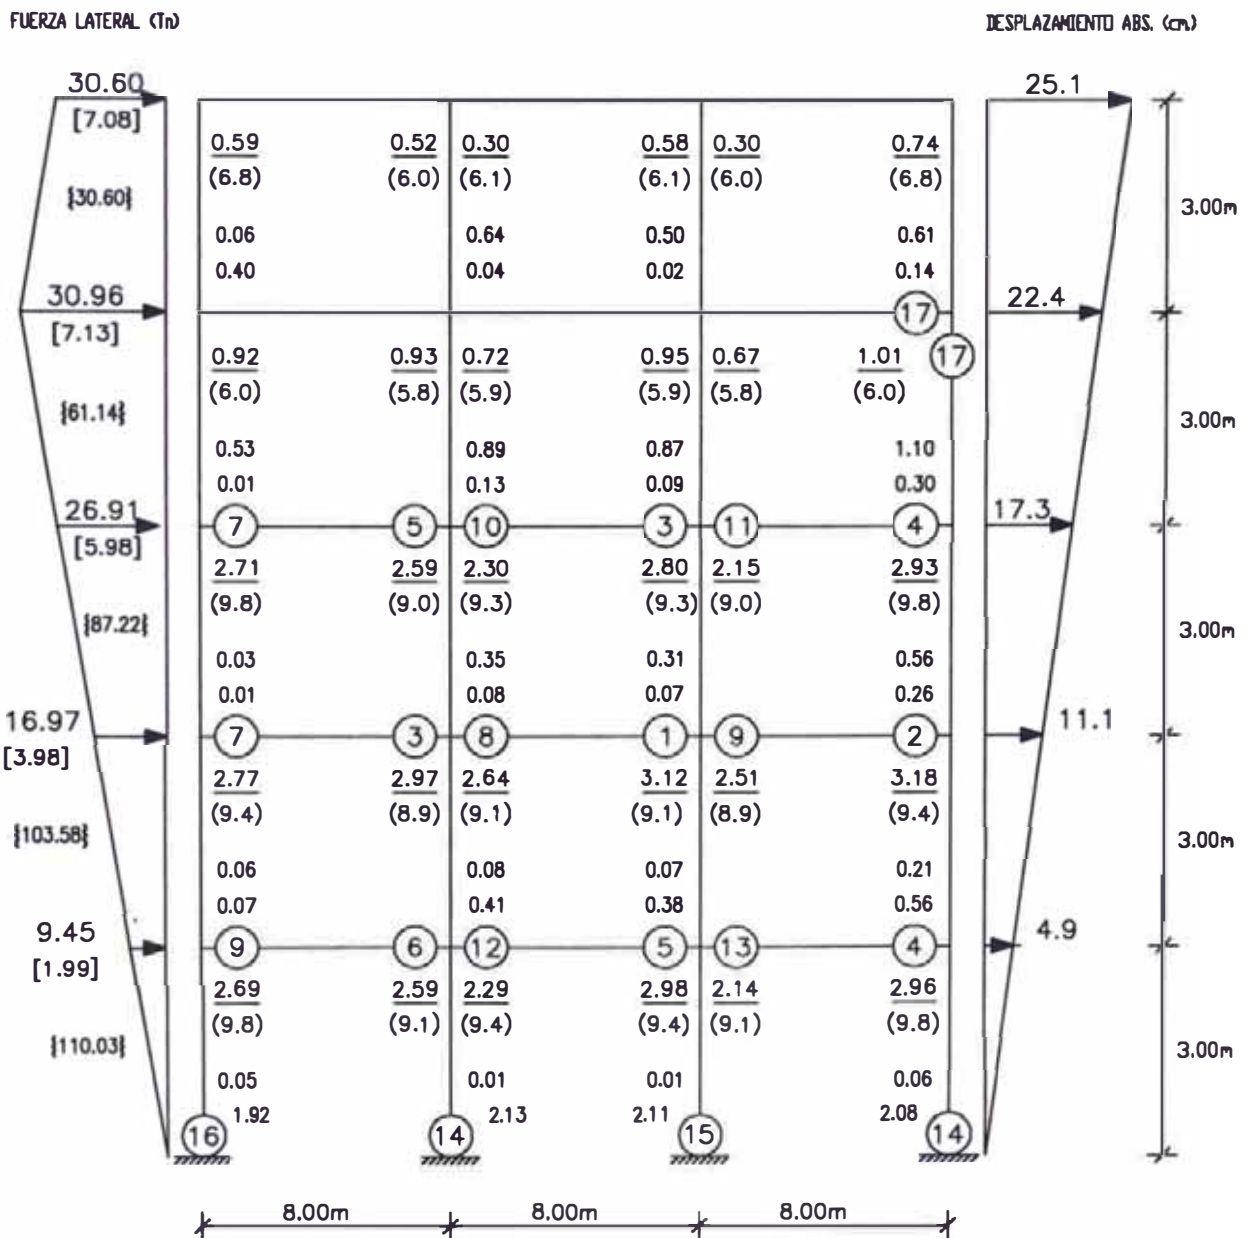 FUERZA LATERAL (Tn)
DESPLAZAMIENTO ABS. (cm)
30.60
25.1
[7.08]
0.59 0.52 0.30 0.58 0.30 0.74
(6.8) (6.0) (6.1) (6.1) (6.0) (6.8)
{30.60}
3.00m
0.06 0.64 0.50 0.61
0.40 0.04 0.02 0.14
30.96
22.4
17
[7.13]
0.92 0.93 0.72 0.95 0.67 1.01 17
(6.0) (5.8) (5.9) (5.9) (5.8) (6.0)
{61.14}
3.00m
0.53 0.89 0.87 1.10
0.01 0.13 0.09 0.30
26.91
17.3
7 5 10 3 11 4
[5.98]
2.71 2.59 2.30 2.80 2.15 2.93
(9.8) (9.0) (9.3) (9.3) (9.0) (9.8)
{87.22}
3.00m
0.03 0.35 0.31 0.56
0.01 0.08 0.07 0.26
16.97
11.1
7 3 8 1 9 2
[3.98]
2.77 2.97 2.64 3.12 2.51 3.18
(9.4) (8.9) (9.1) (9.1) (8.9) (9.4)
{103.58}
3.00m
0.06 0.08 0.07 0.21
0.07 0.41 0.38 0.56
9.45
4.9
9 6 12 5 13 4
[1.99]
2.69 2.59 2.29 2.98 2.14 2.96
(9.8) (9.1) (9.4) (9.4) (9.1) (9.8)
{110.03}
3.00m
0.05 0.01 0.01 0.06
1.92 2.13 2.11 2.08
16 14 15 14
8.00m 8.00m 8.00m